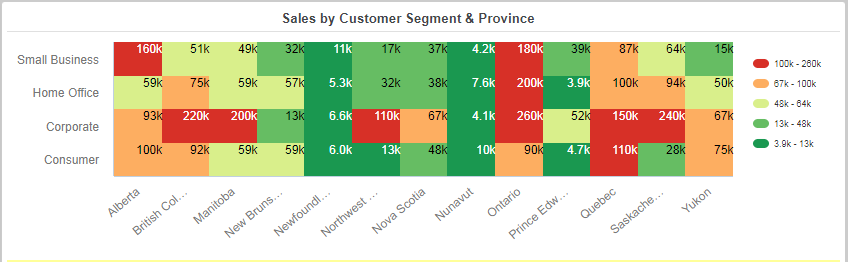 Sales by Customer Segment & Province
Small Business 160k 51k 49k 32k 11k 17k 37k 4.2k 180k 39k 87k 64k 15k
Home Office 59k 75k 59k 57k 5.3k 32k 38k 7.6k 200k 3.9k 100k 94k 50k
Corporate 93k 220k 200k 13k 6.6k 110k 67k 4.1k 260k 52k 150k 240k 67k
Consumer 100k 92k 59k 59k 6.0k 13k 48k 10k 90k 4.7k 110k 28k 75k
Alberta British Col... Manitoba New Bruns... Newfoundl... Northwest ... Nova Scotia Nunavut Ontario Prince Edw... Quebec Saskache... Yukon
100k - 260k
67k - 100k
48k - 64k
13k - 48k
3.9k - 13k